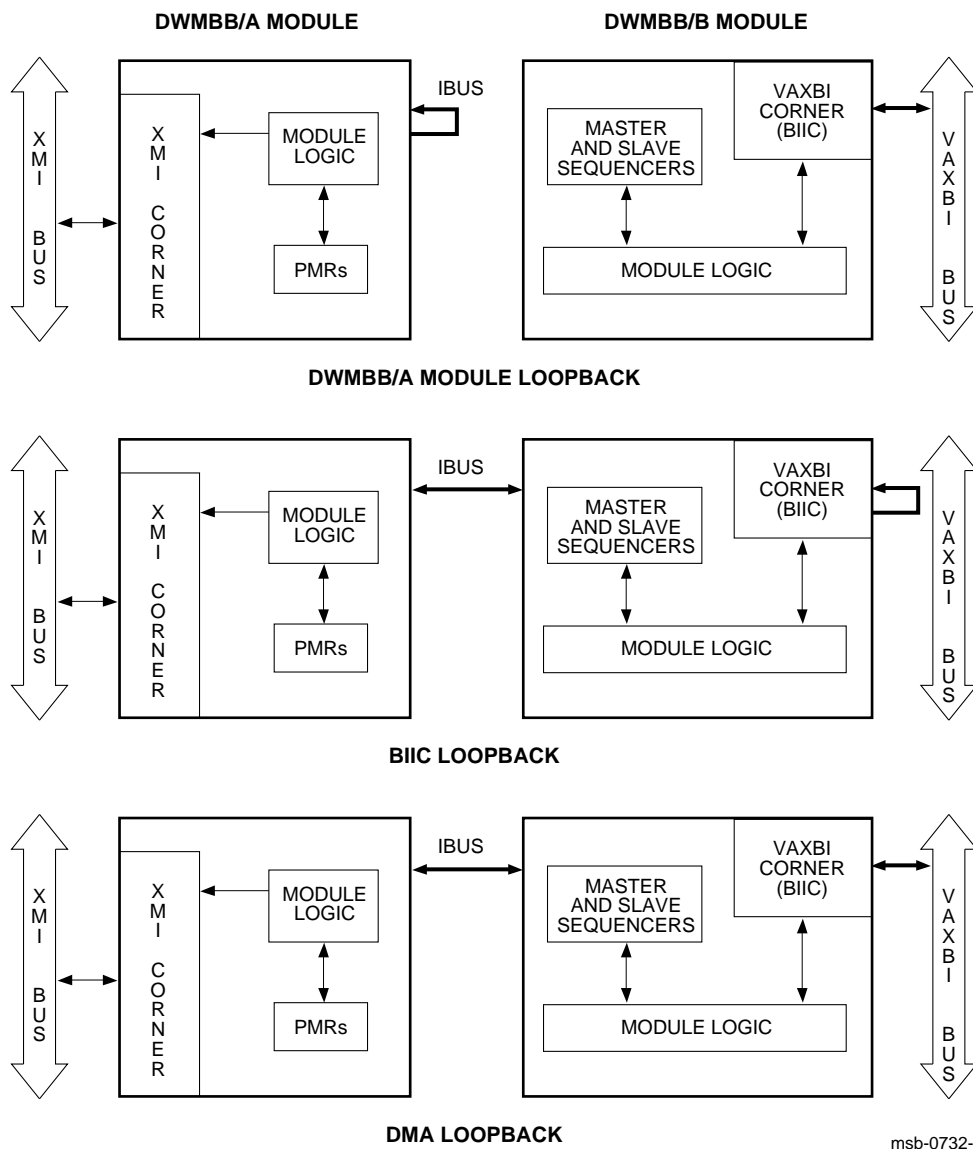 DWMBB/A MODULE
DWMBB/B MODULE
XMI BUS
XMI CORNER
MODULE
LOGIC
PMRs
IBUS
MASTER
AND SLAVE
SEQUENCERS
VAXBI
CORNER
(BIIC)
MODULE LOGIC
VAXBI BUS
DWMBB/A MODULE LOOPBACK
XMI BUS
XMI CORNER
MODULE
LOGIC
PMRs
IBUS
MASTER
AND SLAVE
SEQUENCERS
VAXBI
CORNER
(BIIC)
MODULE LOGIC
VAXBI BUS
BIIC LOOPBACK
XMI BUS
XMI CORNER
MODULE
LOGIC
PMRs
IBUS
MASTER
AND SLAVE
SEQUENCERS
VAXBI
CORNER
(BIIC)
MODULE LOGIC
VAXBI BUS
DMA LOOPBACK
msb-0732-